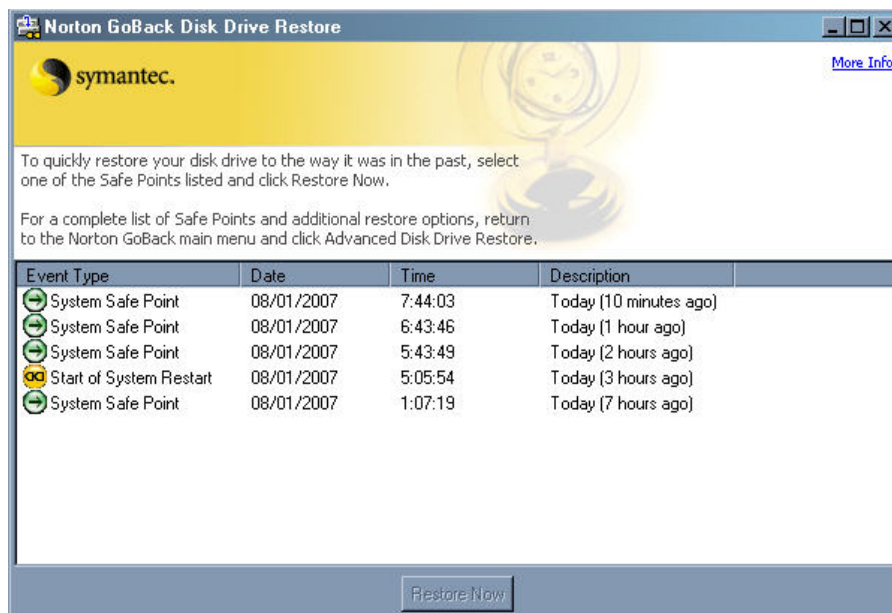 Norton GoBack Disk Drive Restore
symantec.
More Info
To quickly restore your disk drive to the way it was in the past, select
one of the Safe Points listed and click Restore Now.
For a complete list of Safe Points and additional restore options, return
to the Norton GoBack main menu and click Advanced Disk Drive Restore.
Event Type Date Time Description
System Safe Point 08/01/2007 7:44:03 Today (10 minutes ago)
System Safe Point 08/01/2007 6:43:46 Today (1 hour ago)
System Safe Point 08/01/2007 5:43:49 Today (2 hours ago)
Start of System Restart 08/01/2007 5:05:54 Today (3 hours ago)
System Safe Point 08/01/2007 1:07:19 Today (7 hours ago)
Restore Now